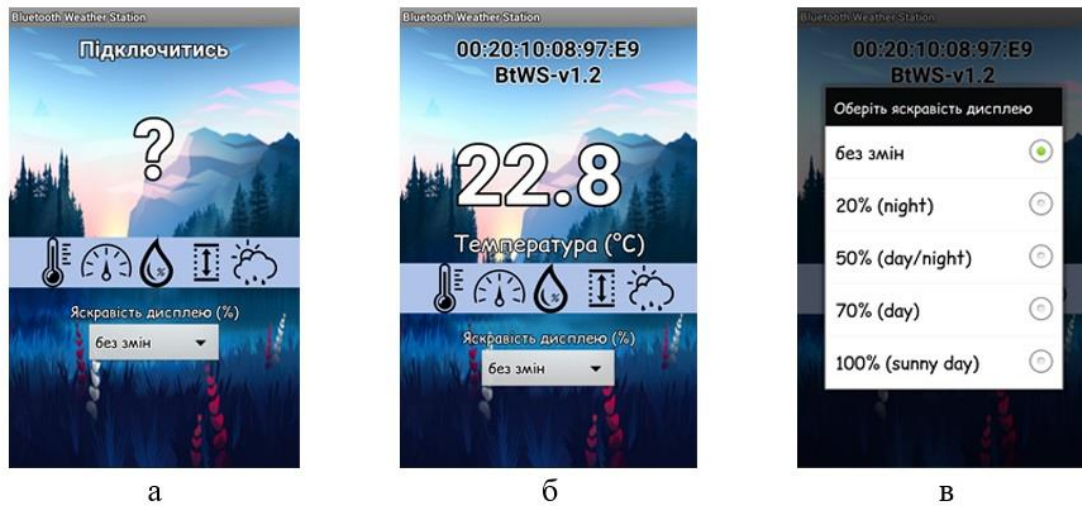 Bluetooth Weather Station
Підключитись
?
%
Яскравість дисплею (%)
без змін
а
Bluetooth Weather Station
00:20:10:08:97:E9
BtWS-v1.2
22.8
Температура (°C)
%
Яскравість дисплею (%)
без змін
б
Bluetooth Weather Station
00:20:10:08:97:E9
BtWS-v1.2
Оберіть яскравість дисплею
без змін
20% (night)
50% (day/night)
70% (day)
100% (sunny day)
в